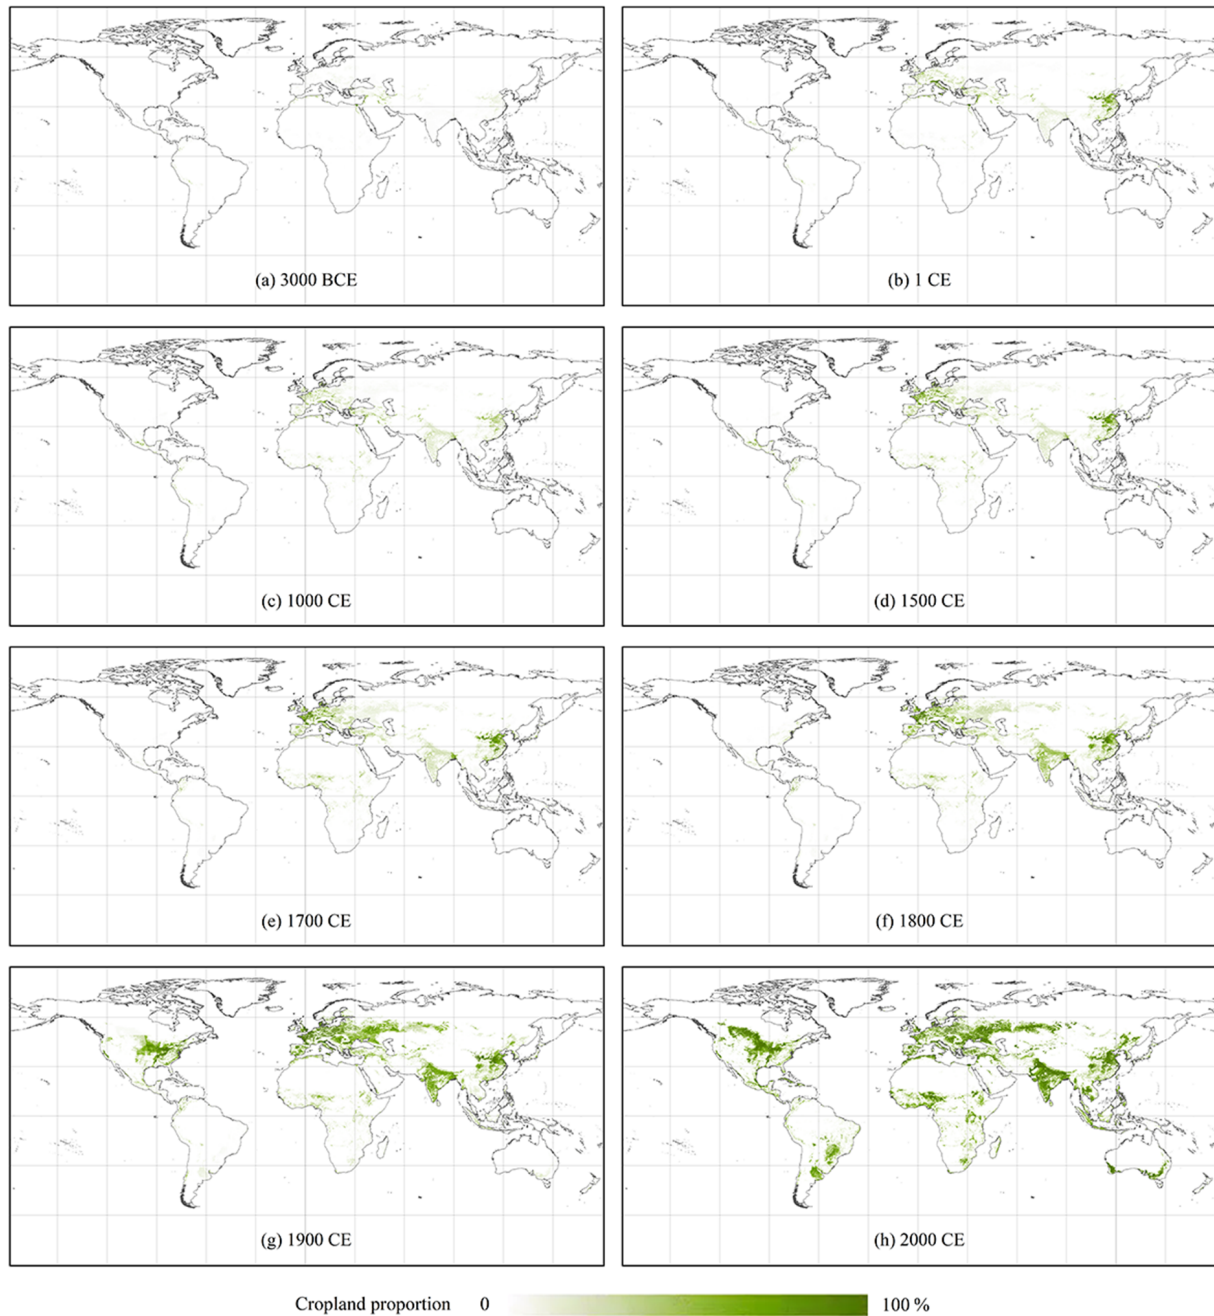 (a) 3000 BCE
(b) 1 CE
(c) 1000 CE
(d) 1500 CE
(e) 1700 CE
(f) 1800 CE
(g) 1900 CE
(h) 2000 CE
Cropland proportion 0 100 %